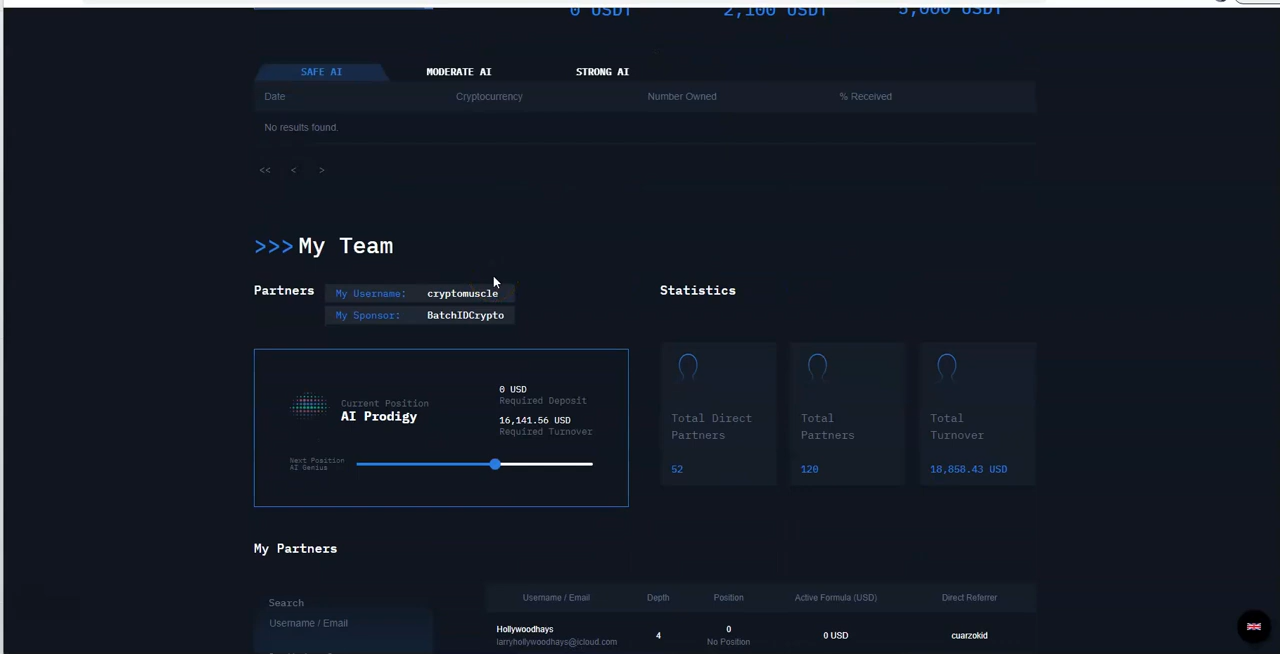 0 USDT 2,100 USDT 5,000 USDT
SAFE AI MODERATE AI STRONG AI
Date Cryptocurrency Number Owned % Received
No results found.
<< < >
>>> My Team
Partners
My Username: cryptomuscle
My Sponsor: BatchIDCrypto
Statistics
Current Position
AI Prodigy
0 USD
Required Deposit
16,141.56 USD
Required Turnover
Next Position
AI Genius
Total Direct
Partners
52
Total
Partners
120
Total
Turnover
18,858.43 USD
My Partners
Search
Username / Email
Username / Email Depth Position Active Formula (USD) Direct Referrer
Hollywoodhays
larryhollywoodhays@icloud.com
4
0
No Position
0 USD
cuarzokid